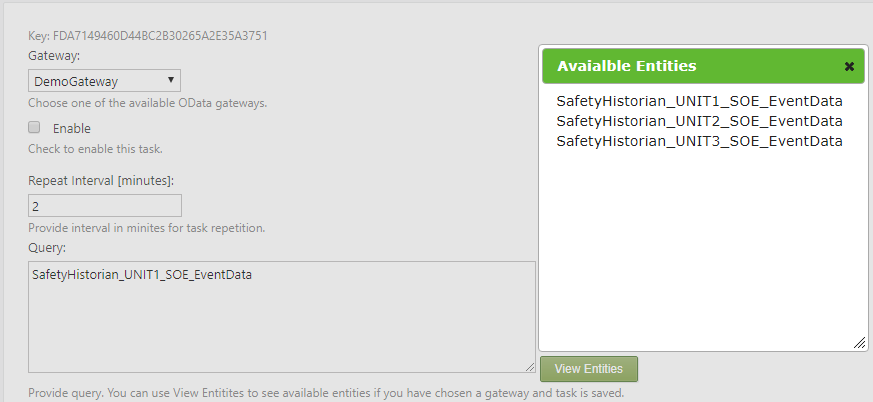 Key: FDA7149460D44BC2B30265A2E35A3751
Gateway:
DemoGateway
Choose one of the available OData gateways.
Enable
Check to enable this task.
Repeat Interval [minutes]:
2
Provide interval in minites for task repetition.
Query:
SafetyHistorian_UNIT1_SOE_EventData
Provide query. You can use View Entitites to see available entities if you have chosen a gateway and task is saved.
Avaialble Entities
SafetyHistorian_UNIT1_SOE_EventData
SafetyHistorian_UNIT2_SOE_EventData
SafetyHistorian_UNIT3_SOE_EventData
View Entities